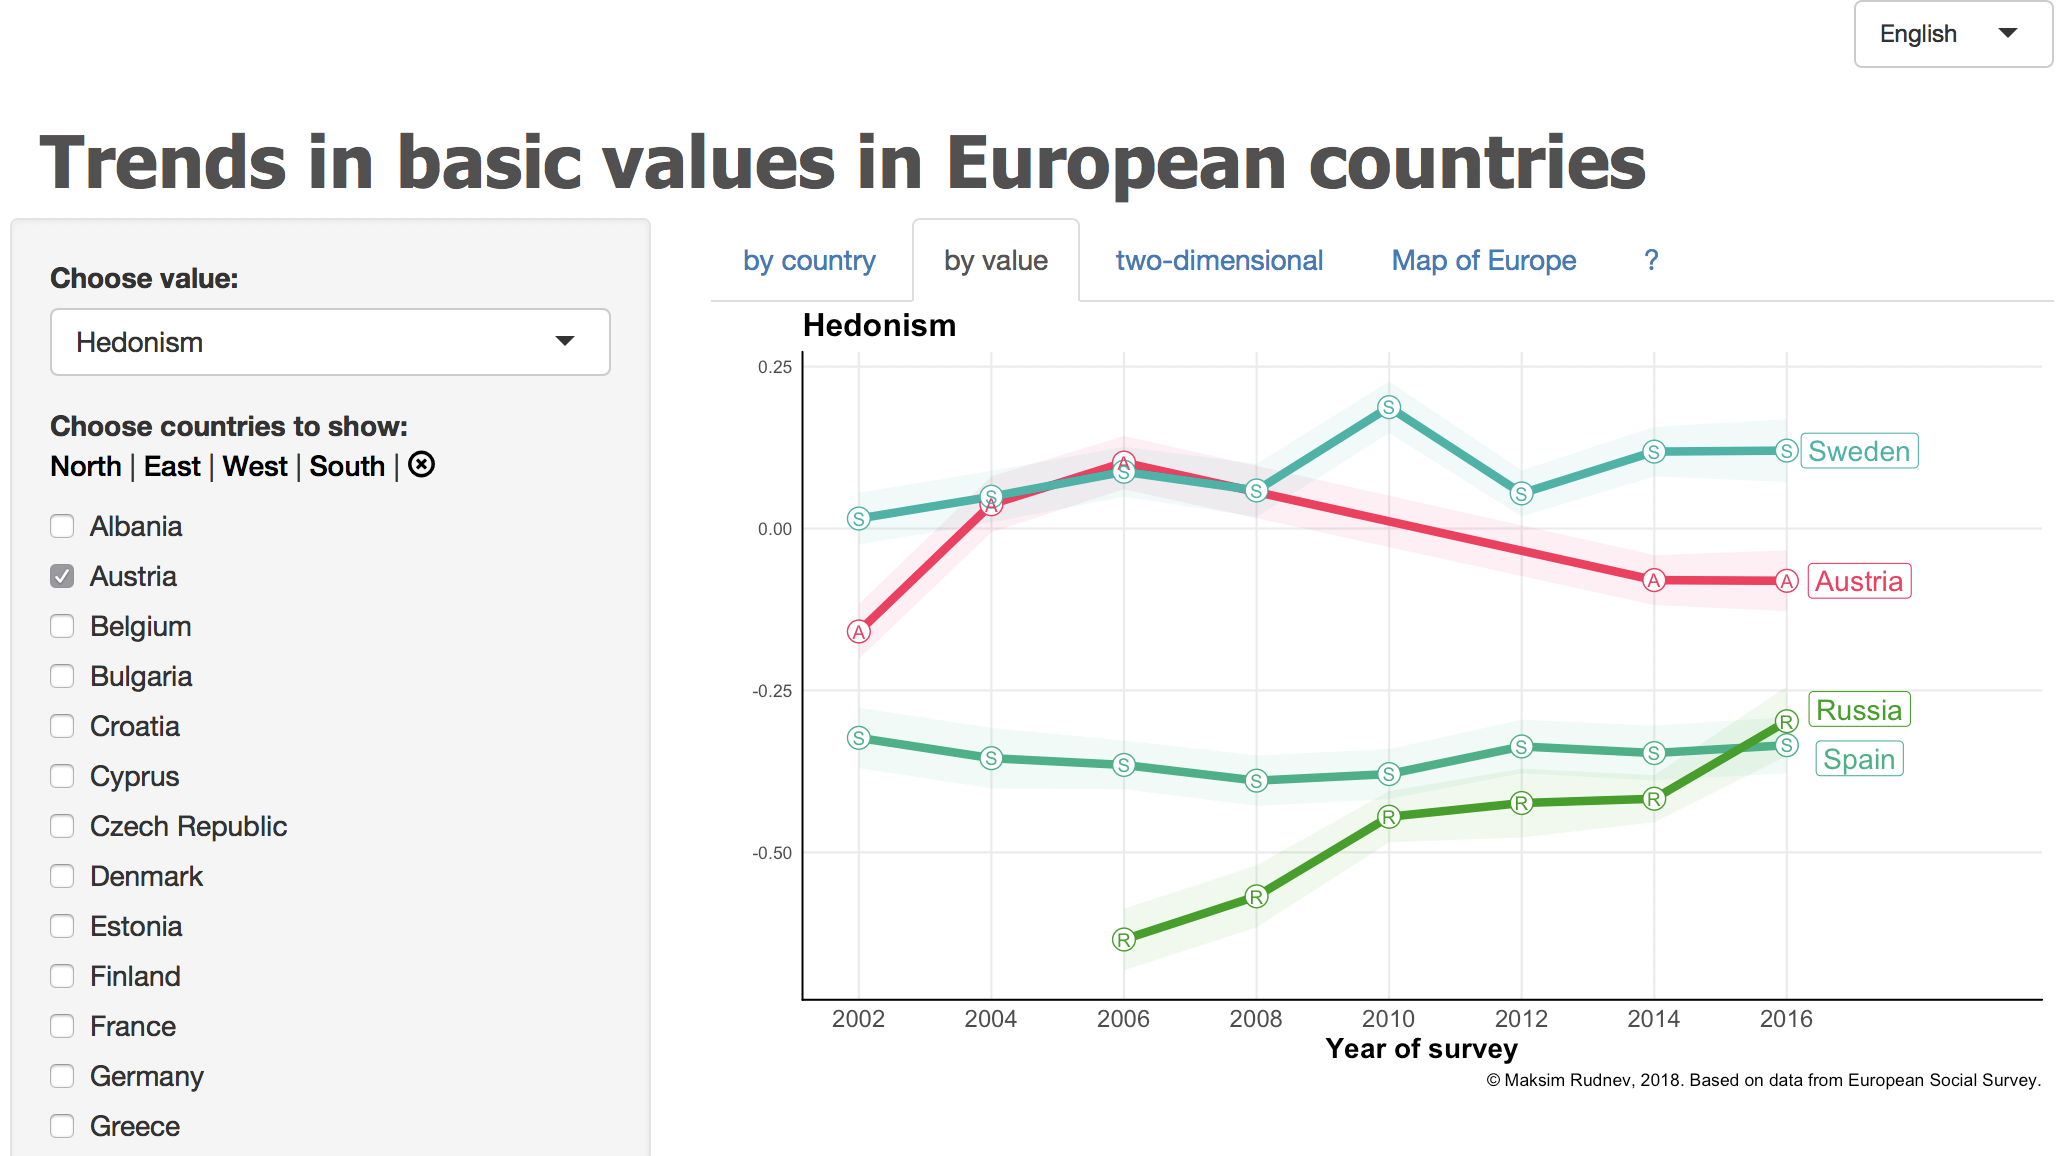 English
Trends in basic values in European countries
Choose value:
Hedonism
Choose countries to show:
North | East | West | South |
Albania
Austria
Belgium
Bulgaria
Croatia
Cyprus
Czech Republic
Denmark
Estonia
Finland
France
Germany
Greece
by country by value two-dimensional Map of Europe ?
Hedonism
0.25
0.00
-0.25
-0.50
S S S S S S S S Sweden
A A A A A Austria
R R R R R R Russia
S S S S S S S S Spain
2002 2004 2006 2008 2010 2012 2014 2016
Year of survey
© Maksim Rudnev, 2018. Based on data from European Social Survey.